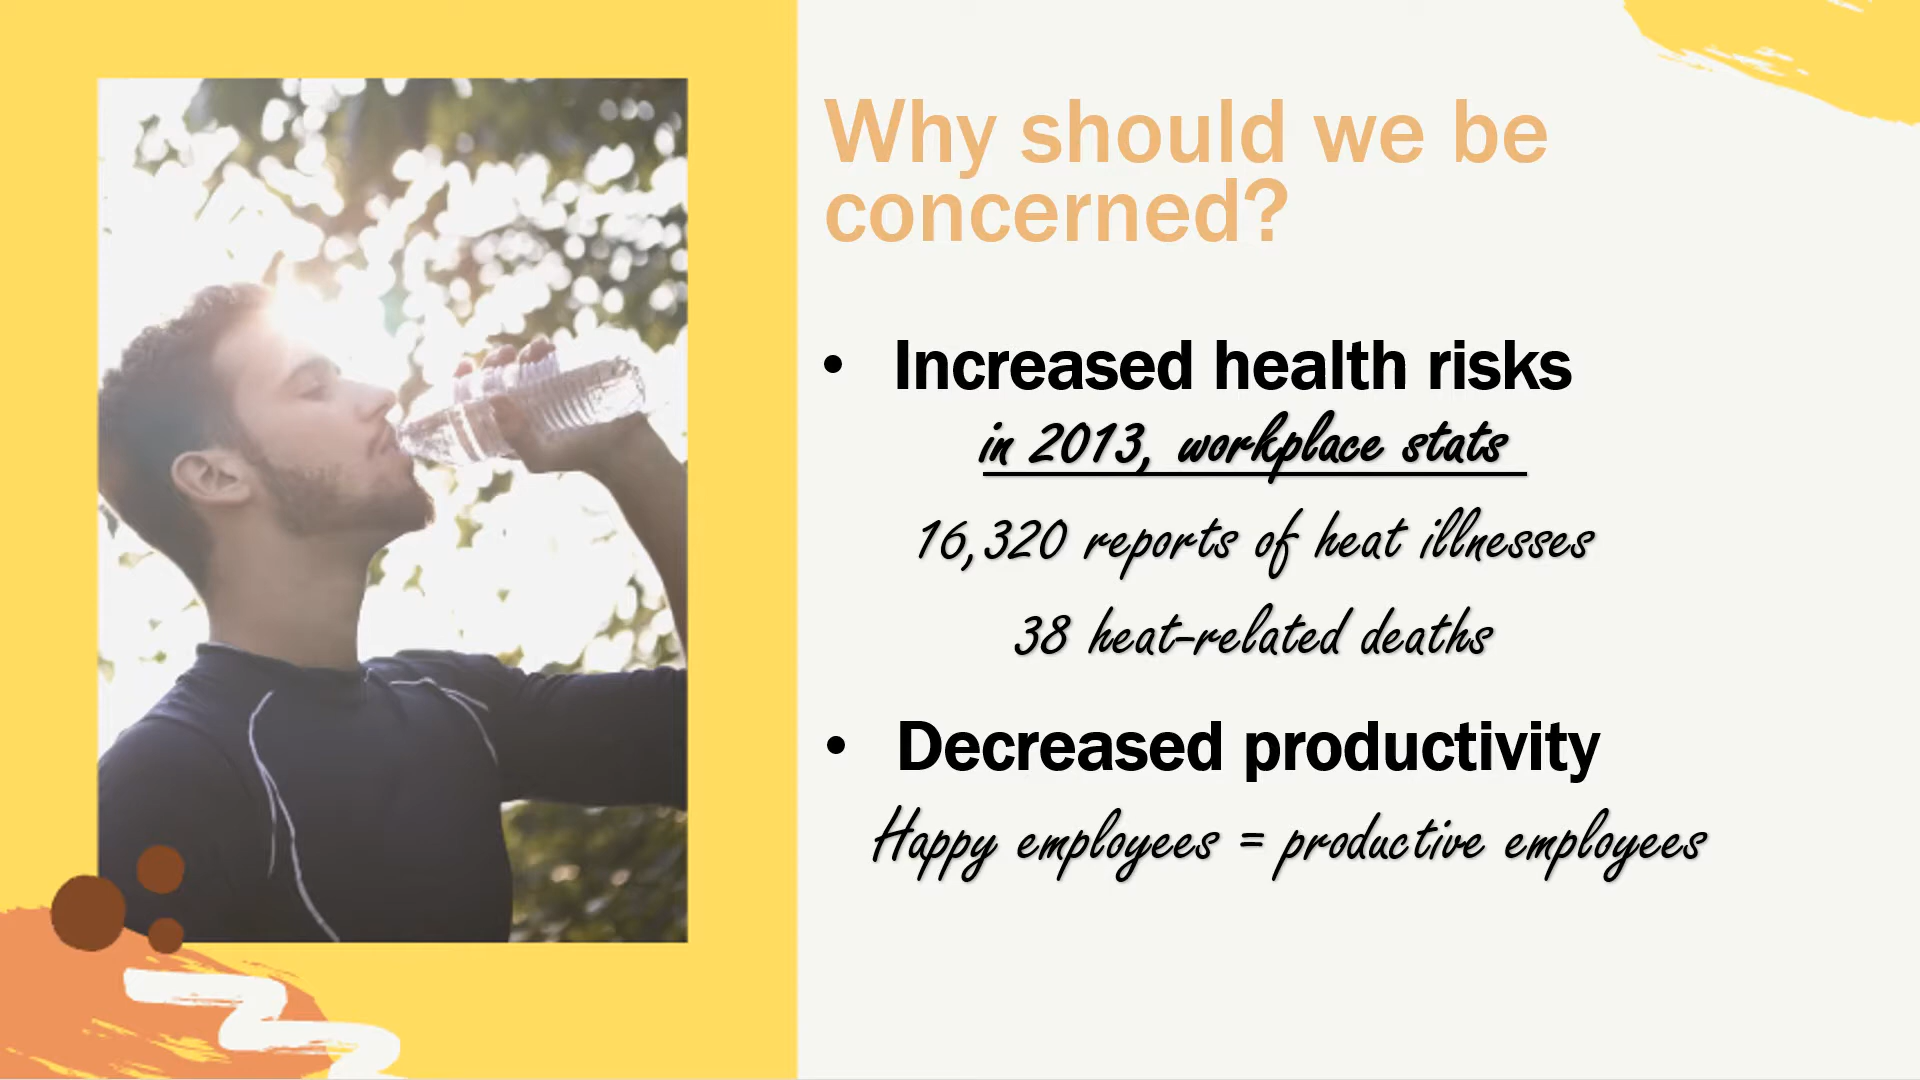 Why should we be
concerned?
• Increased health risks
in 2013, workplace stats
16,320 reports of heat illnesses
38 heat-related deaths
• Decreased productivity
Happy employees = productive employees